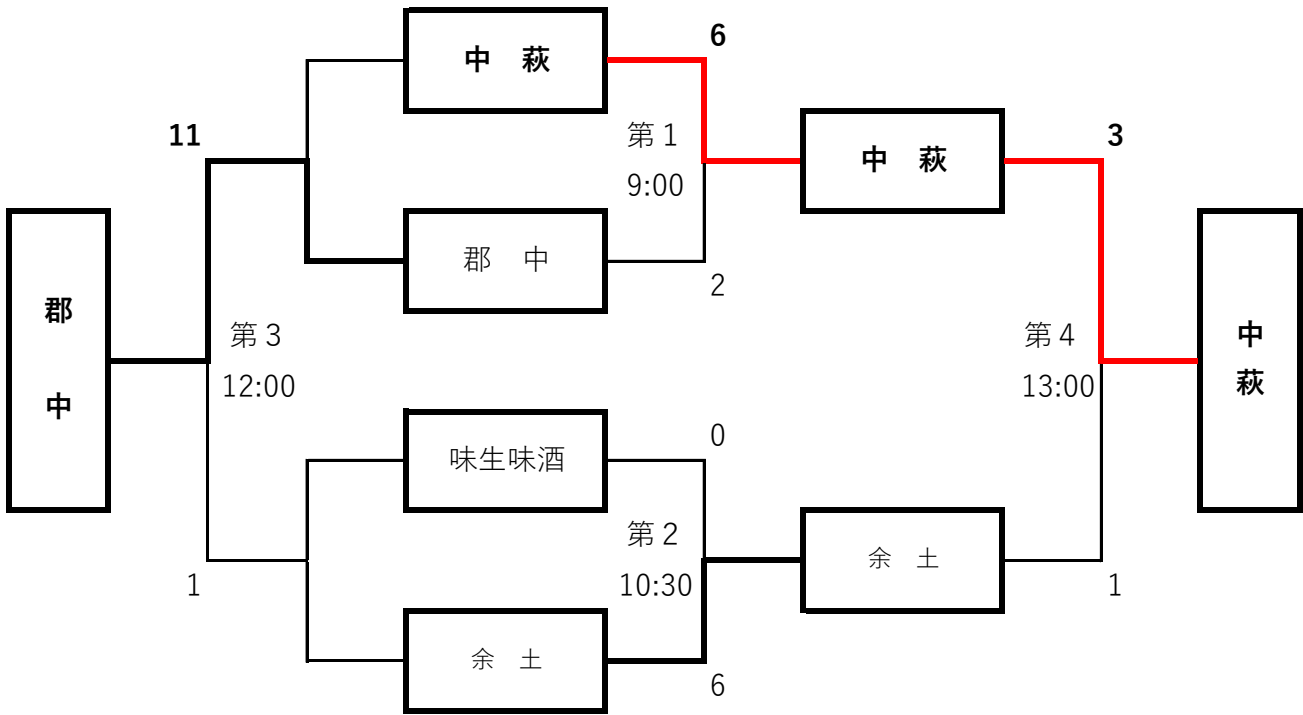 6
中　萩
11
第１
3
中　萩
9:00
郡　中
2
郡
中
第３
12:00
第４
13:00
中
萩
0
味生味酒
第２
10:30
余　土
1
1
余　土
6